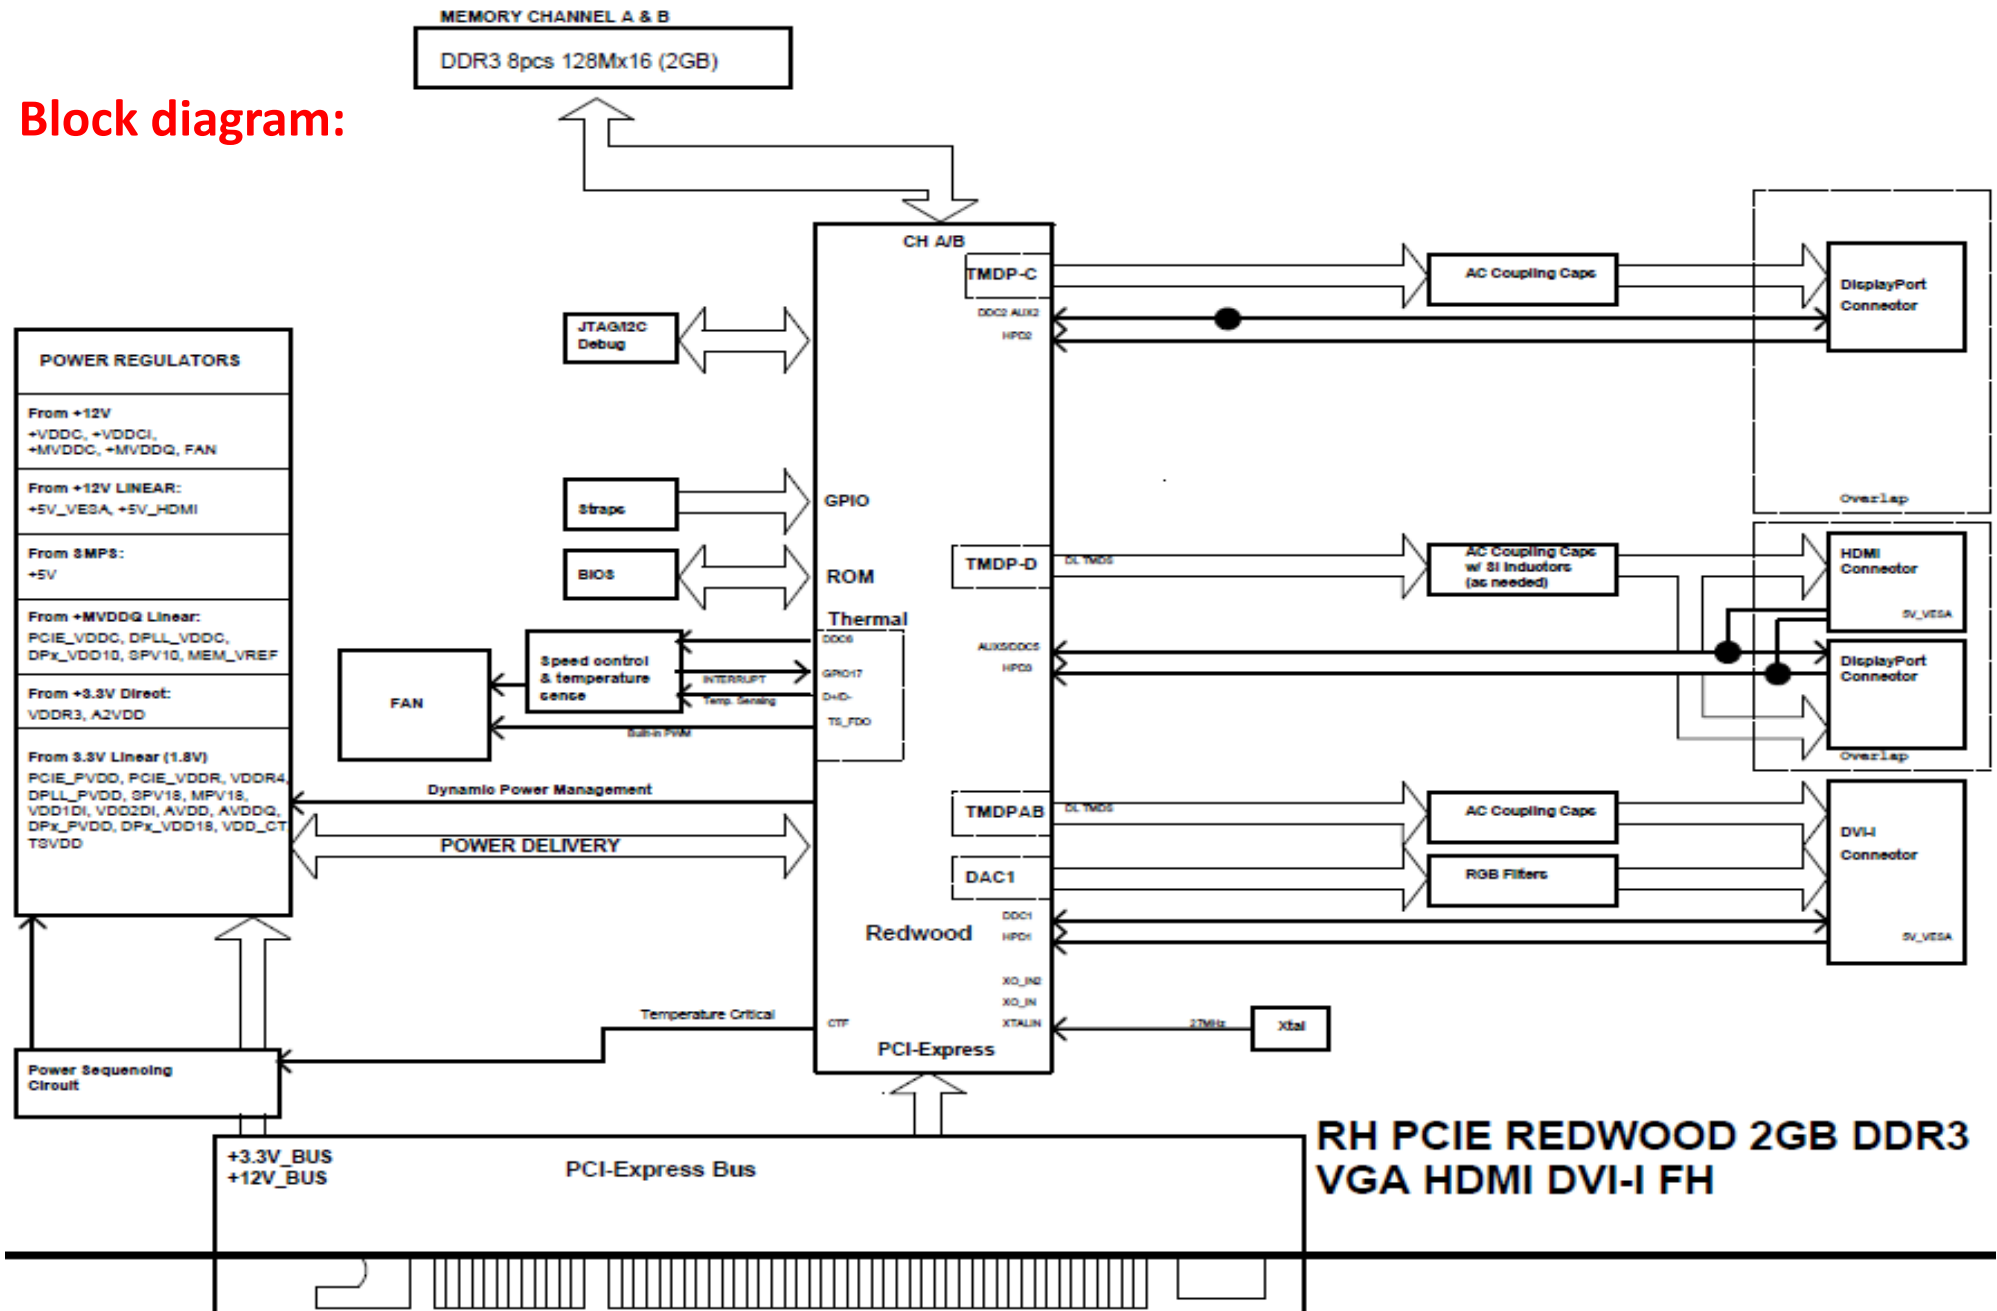 MEMORY CHANNEL A & B
DDR3 8pcs 128Mx16 (2GB)
Block diagram:
CH A/B
TMDP-C
AC Coupling Caps
DisplayPort
Connector
DDC2 AUX2
HPD2
JTAG/I2C
Debug
POWER REGULATORS
From +12V
+VDDC, +VDDCI,
+MVDDC, +MVDDQ, FAN
From +12V LINEAR:
+5V_VESA, +5V_HDMI
From SMPS:
+5V
From +MVDDQ Linear:
PCIE_VDDC, DPLL_VDDC,
DPx_VDD10, SPV10, MEM_VREF
From +3.3V Direct:
VDDR3, A2VDD
From 3.3V Linear (1.8V)
PCIE_PVDD, PCIE_VDDR, VDDR4,
DPLL_PVDD, SPV18, MPV18,
VDD1DI, VDD2DI, AVDD, AVDDQ,
DPx_PVDD, DPx_VDD18, VDD_CT
TSVDD
Straps
GPIO
BIOS
ROM
Thermal
DDC6
Speed control
& temperature
sense
INTERRUPT
GPIO17
Temp. Sensing
D+/D-
TS_FDO
Built-in PWM
FAN
Dynamic Power Management
POWER DELIVERY
Overlap
TMDP-D
DL TMDS
AC Coupling Caps
w/ SI Inductors
(as needed)
HDMI
Connector
5V_VESA
AUX5/DDC5
HPD3
DisplayPort
Connector
Overlap
TMDPAB
DL TMDS
AC Coupling Caps
DVI-I
Connector
DAC1
RGB Filters
DDC1
HPD1
5V_VESA
Redwood
XO_IN2
XO_IN
XTALIN
27MHz
Xtal
Temperature Critical
CTF
PCI-Express
Power Sequencing
Circuit
+3.3V_BUS
+12V_BUS
PCI-Express Bus
RH PCIE REDWOOD 2GB DDR3
VGA HDMI DVI-I FH